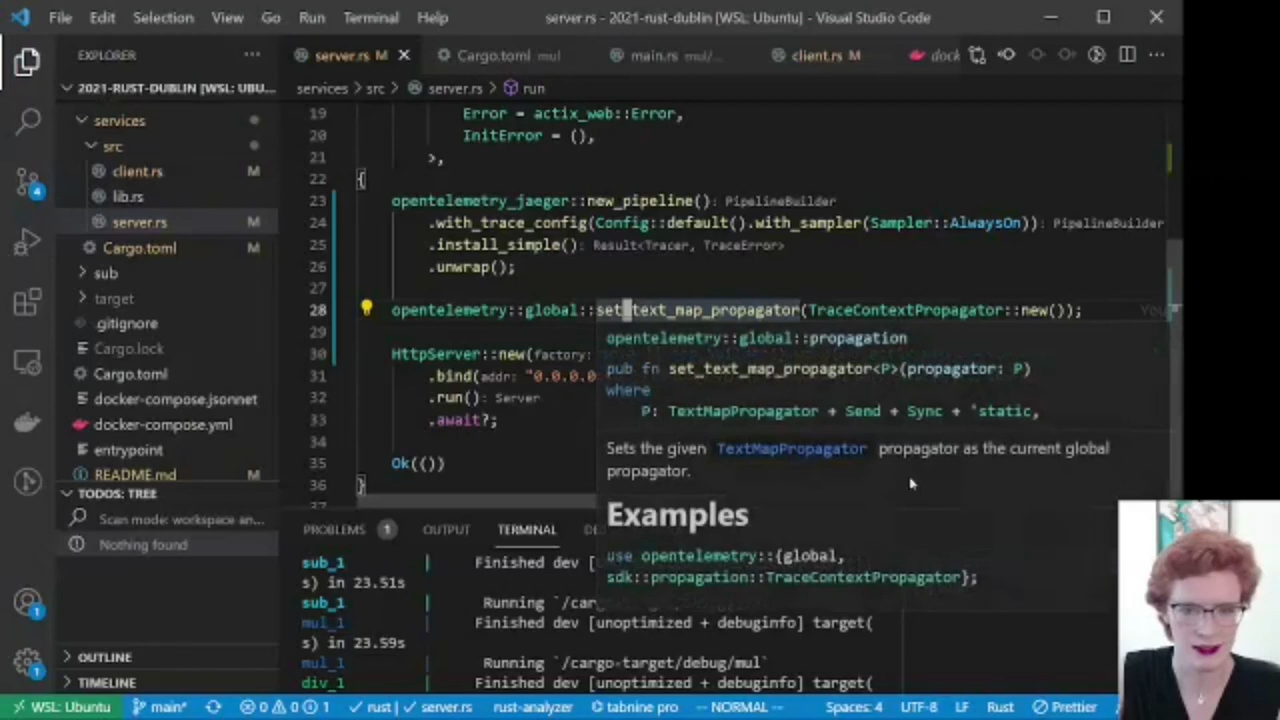 File Edit Selection View Go Run Terminal Help server.rs - 2021-rust-dublin [WSL: Ubuntu] - Visual Studio Code
EXPLORER ··· server.rs M Cargo.toml mul main.rs mul/... client.rs M dock ···
2021-RUST-DUBLIN [WSL: UBU... services > src > server.rs > run
services
src
client.rs M
lib.rs
server.rs M
Cargo.toml M
sub
target
.gitignore
Cargo.lock
Cargo.toml
docker-compose.jsonnet
docker-compose.yml
entrypoint
README.md
TODOS: TREE
Scan mode: workspace an...
Nothing found
OUTLINE
TIMELINE
19 Error = actix_web::Error,
20 InitError = (),
21 >,
22 {
23 opentelemetry_jaeger::new_pipeline() PipelineBuilder
24 .with_trace_config(Config::default().with_sampler(Sampler::AlwaysOn)) PipelineBuilder
25 .install_simple() Result<Tracer, TraceError>
26 .unwrap();
27
28 opentelemetry::global::set_text_map_propagator(TraceContextPropagator::new()); You
29
30 HttpServer::new(factory:
31 .bind(addr: "0.0.0.0
32 .run() Server
33 .await?;
34
35 Ok(())
36 }
37
opentelemetry::global::propagation
pub fn set_text_map_propagator<P>(propagator: P)
where
P: TextMapPropagator + Send + Sync + 'static,
Sets the given TextMapPropagator propagator as the current global
propagator.
Examples
use opentelemetry::{global,
sdk::propagation::TraceContextPropagator};
PROBLEMS 1 OUTPUT TERMINAL DE
sub_1 | Finished dev [
s) in 23.51s
sub_1 | Running `/c
mul_1 | Finished dev [unoptimized + debuginfo] target(
s) in 23.59s
mul_1 | Running `/cargo-target/debug/mul`
div_1 | Finished dev [unoptimized + debuginfo] target(
4
1
1
WSL: Ubuntu main* 0 0 1 rust | server.rs rust-analyzer tabnine pro -- NORMAL -- Spaces: 4 UTF-8 LF Rust Prettier